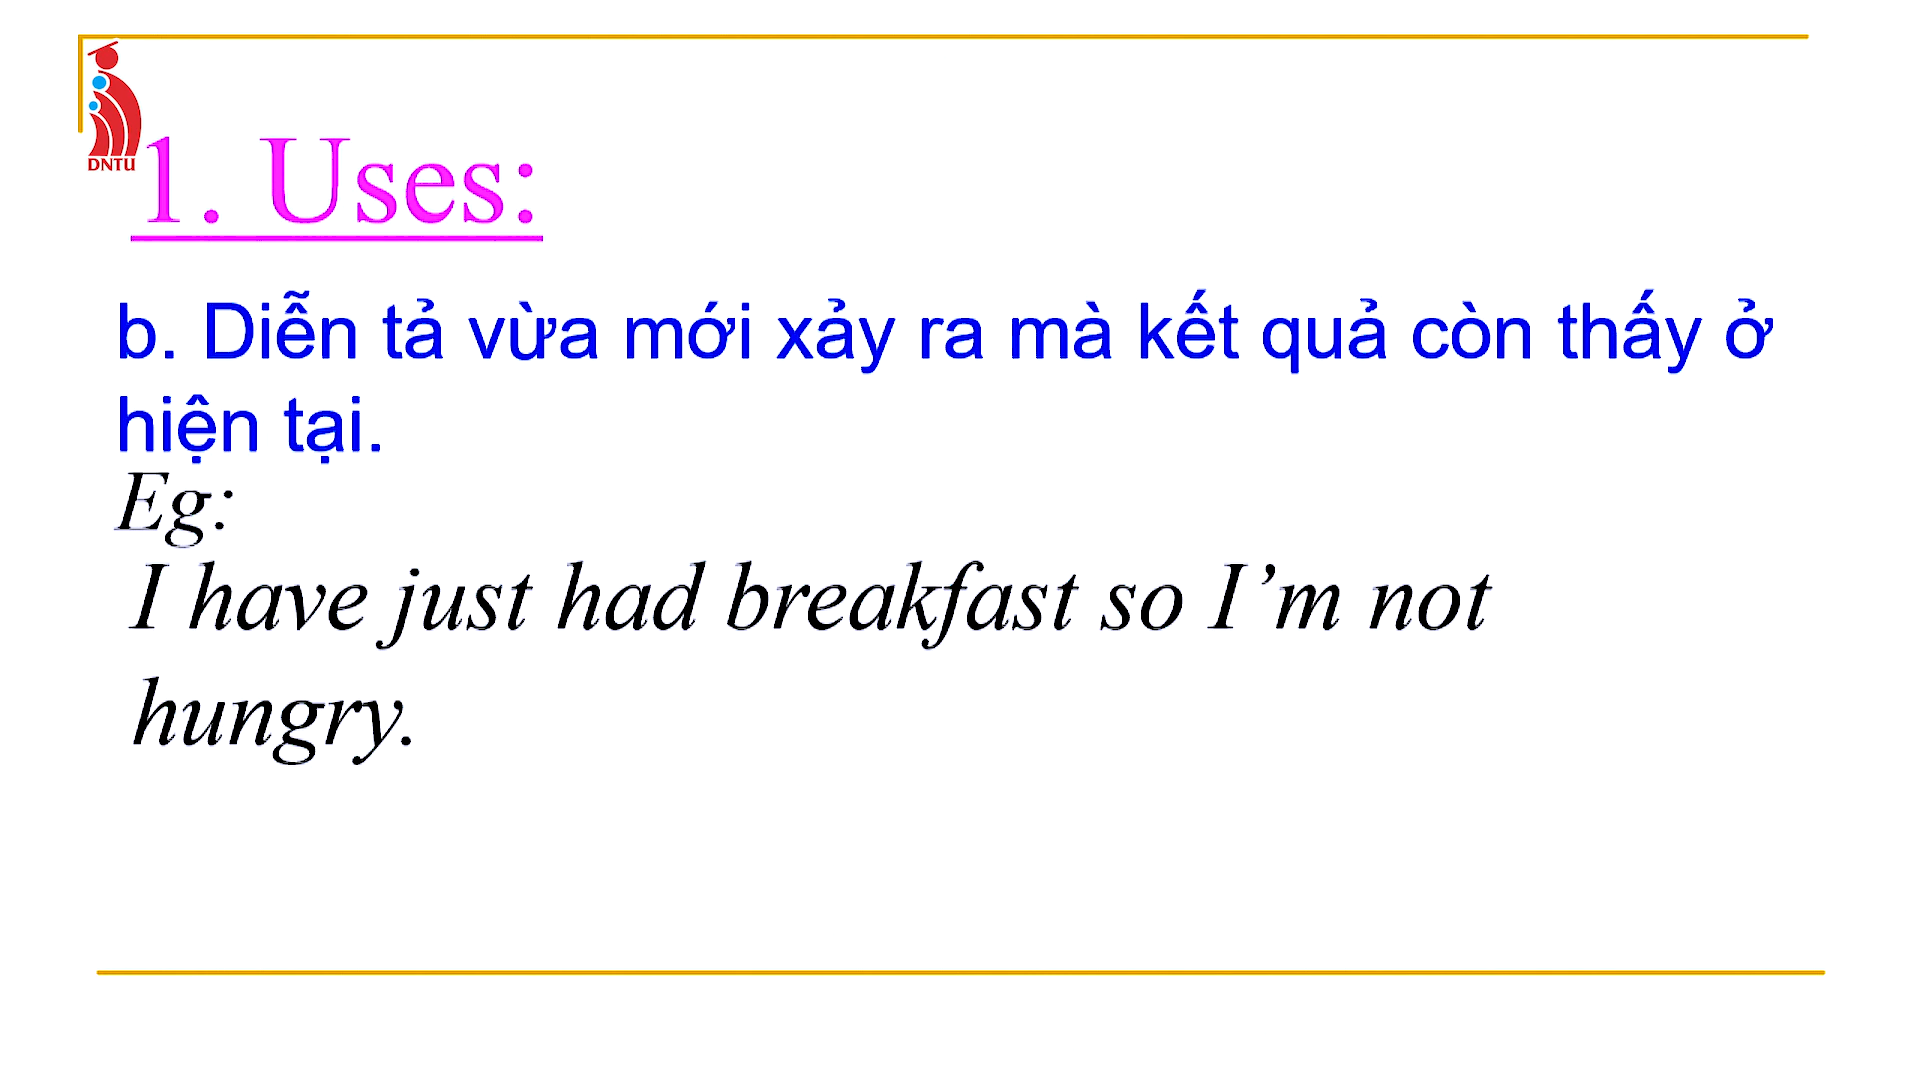 DNTU
1. Uses:
b. Diễn tả vừa mới xảy ra mà kết quả còn thấy ở
hiện tại.
Eg:
I have just had breakfast so I’m not
hungry.